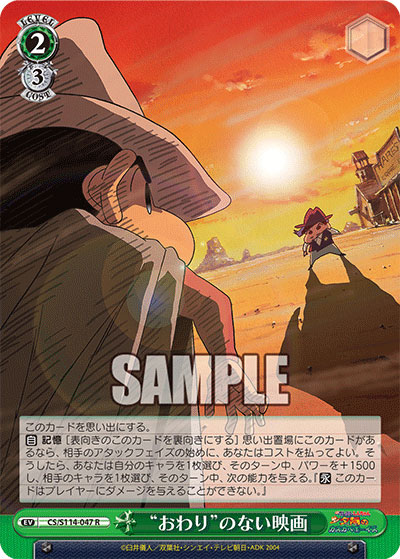 LEVEL
2
3
COST
SAMPLE
このカードを思い出にする。
自 記憶 [表向きのこのカードを裏向きにする] 思い出置場にこのカードが
あるなら、相手のアタックフェイズの始めに、あなたはコストを払ってよい。そ
うしたら、あなたは自分のキャラを1枚選び、そのターン中、パワーを+1500
し、相手のキャラを1枚選び、そのターン中、次の能力を与える。『永 この
カードはプレイヤーにダメージを与えることができない。』
EV
CS/S114-047 R
“おわり”のない映画
©臼井儀人／双葉社・シンエイ・テレビ朝日・ADK 2004